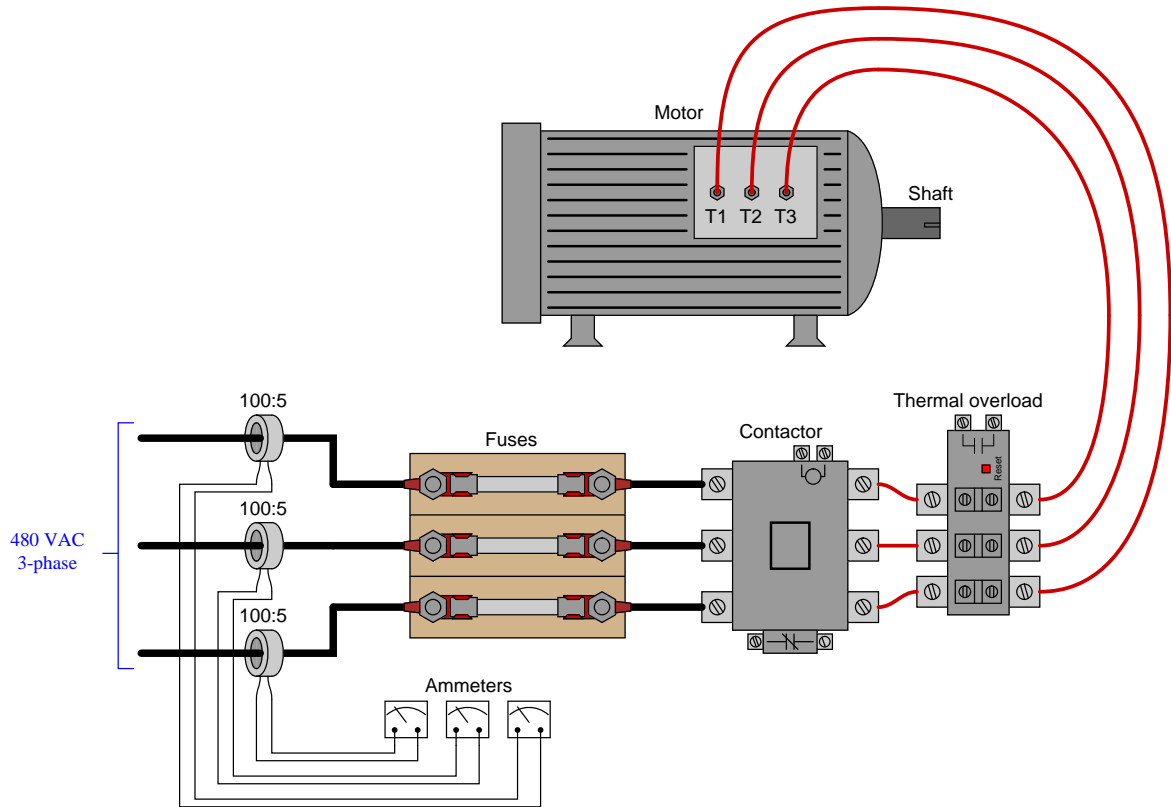 Motor
Shaft
T1 T2 T3
100:5
Thermal overload
Fuses
Contactor
Reset
100:5
480 VAC
3-phase
100:5
Ammeters